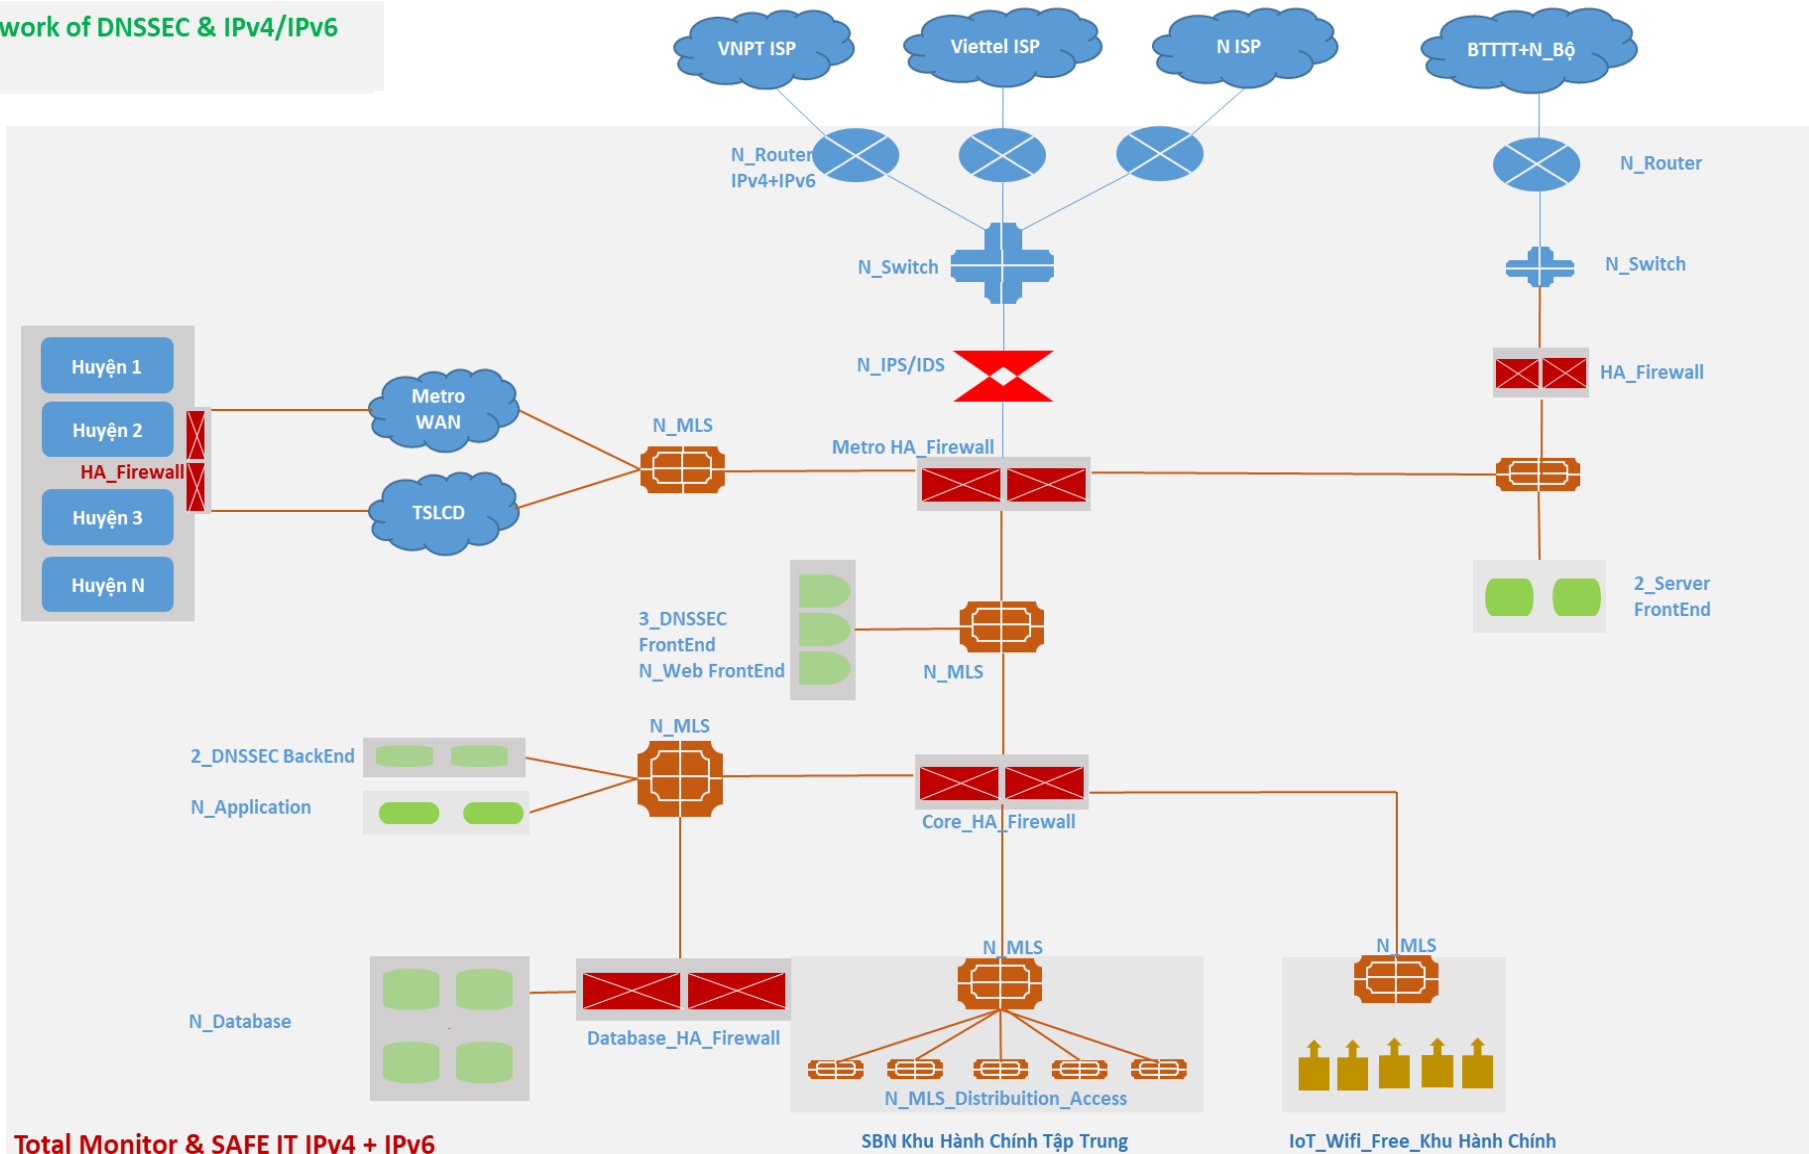 work of DNSSEC & IPv4/IPv6
VNPT ISP
Viettel ISP
N ISP
BTTTT+N_Bộ
N_Router
IPv4+IPv6
N_Router
N_Switch
N_Switch
N_IPS/IDS
HA_Firewall
Huyện 1
Huyện 2
HA_Firewall
Huyện 3
Huyện N
Metro
WAN
TSLCD
N_MLS
Metro HA_Firewall
3_DNSSEC
FrontEnd
N_Web FrontEnd
N_MLS
2_Server
FrontEnd
N_MLS
2_DNSSEC BackEnd
N_Application
Core_HA_Firewall
N_MLS
N_MLS
N_Database
Database_HA_Firewall
N_MLS_Distribuition_Access
Total Monitor & SAFE IT IPv4 + IPv6
SBN Khu Hành Chính Tập Trung
IoT_Wifi_Free_Khu Hành Chính